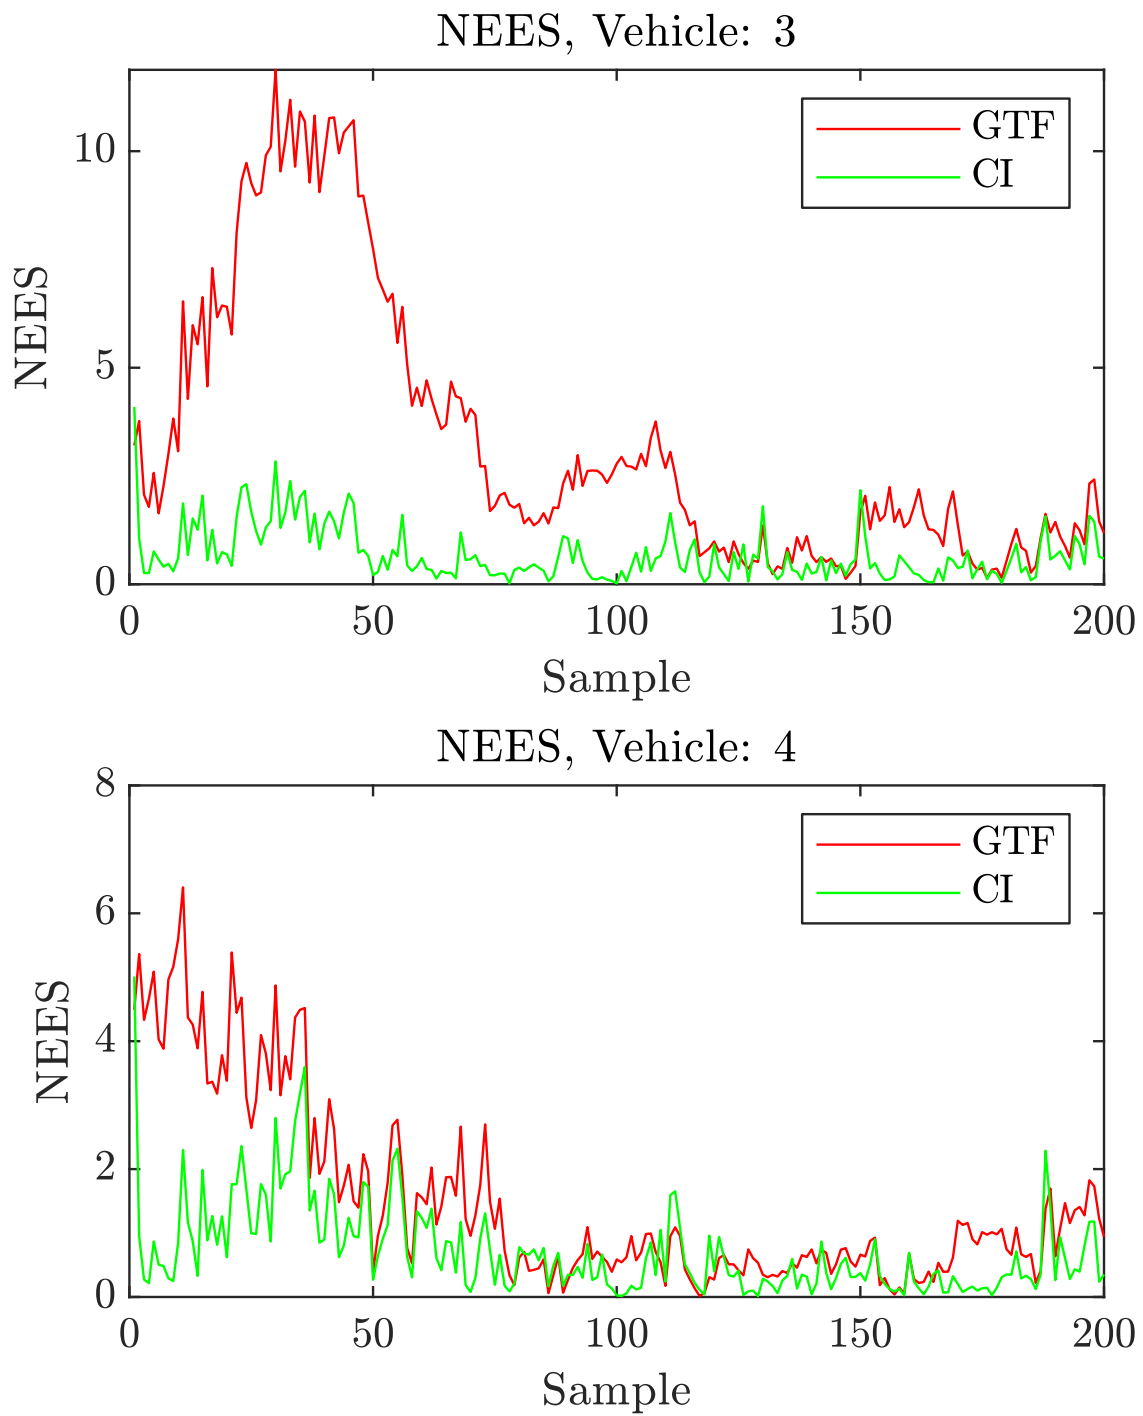 NEES, Vehicle: 3
GTF
CI
10
5
0
NEES
0 50 100 150 200
Sample
NEES, Vehicle: 4
GTF
CI
8
6
4
2
0
NEES
0 50 100 150 200
Sample